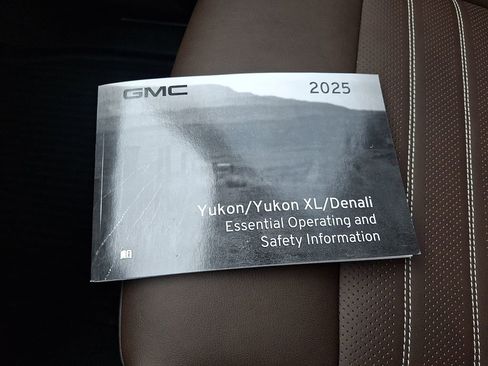 GMC 2025
Yukon/Yukon XL/Denali
Essential Operating and
Safety Information